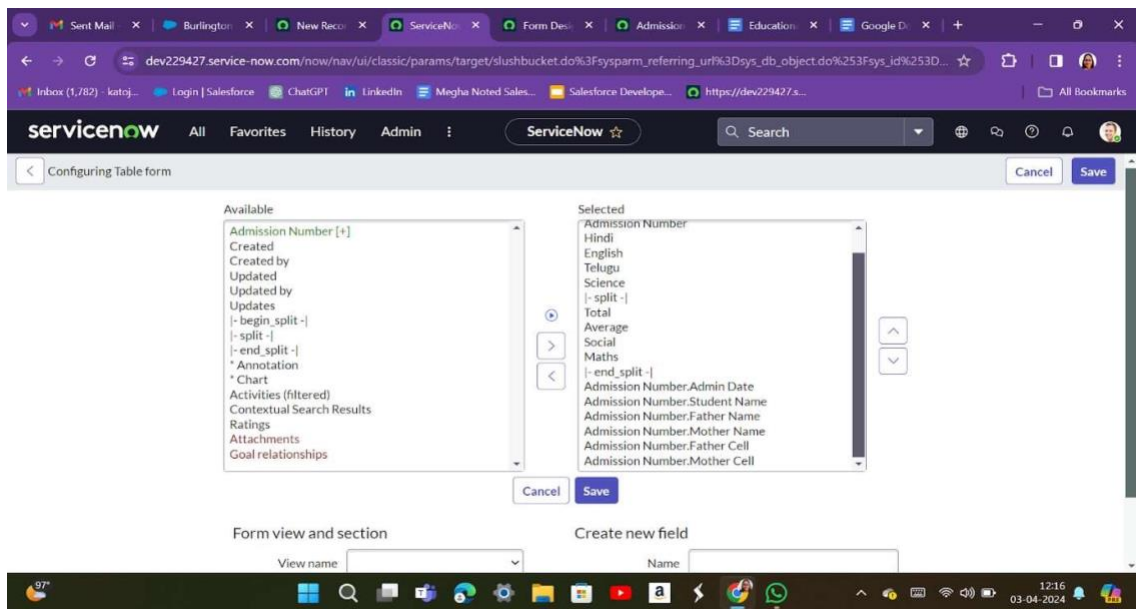 Sent Mail
Burlington
New Reco
ServiceNo
Form Desi
Admission
Education
Google D
dev229427.service-now.com/now/nav/ui/classic/params/target/slushbucket.do%3Fsysparm_referring_url%3Dsys_db_object.do%253Fsys_id%253D...
Inbox (1,782) - katoj...
Login | Salesforce
ChatGPT
LinkedIn
Megha Noted Sales...
Salesforce Develope...
https://dev229427.s...
All Bookmarks
servicenow
All
Favorites
History
Admin
ServiceNow
Search
Configuring Table form
Cancel
Save
Available
Admission Number [+]
Created
Created by
Updated
Updated by
Updates
|- begin_split -|
|- split -|
|- end_split -|
* Annotation
* Chart
Activities (filtered)
Contextual Search Results
Ratings
Attachments
Goal relationships
Selected
Admission Number
Hindi
English
Telugu
Science
|- split -|
Total
Average
Social
Maths
|- end_split -|
Admission Number.Admin Date
Admission Number.Student Name
Admission Number.Father Name
Admission Number.Mother Name
Admission Number.Father Cell
Admission Number.Mother Cell
Cancel
Save
Form view and section
Create new field
View name
Name
97°
12:16
03-04-2024